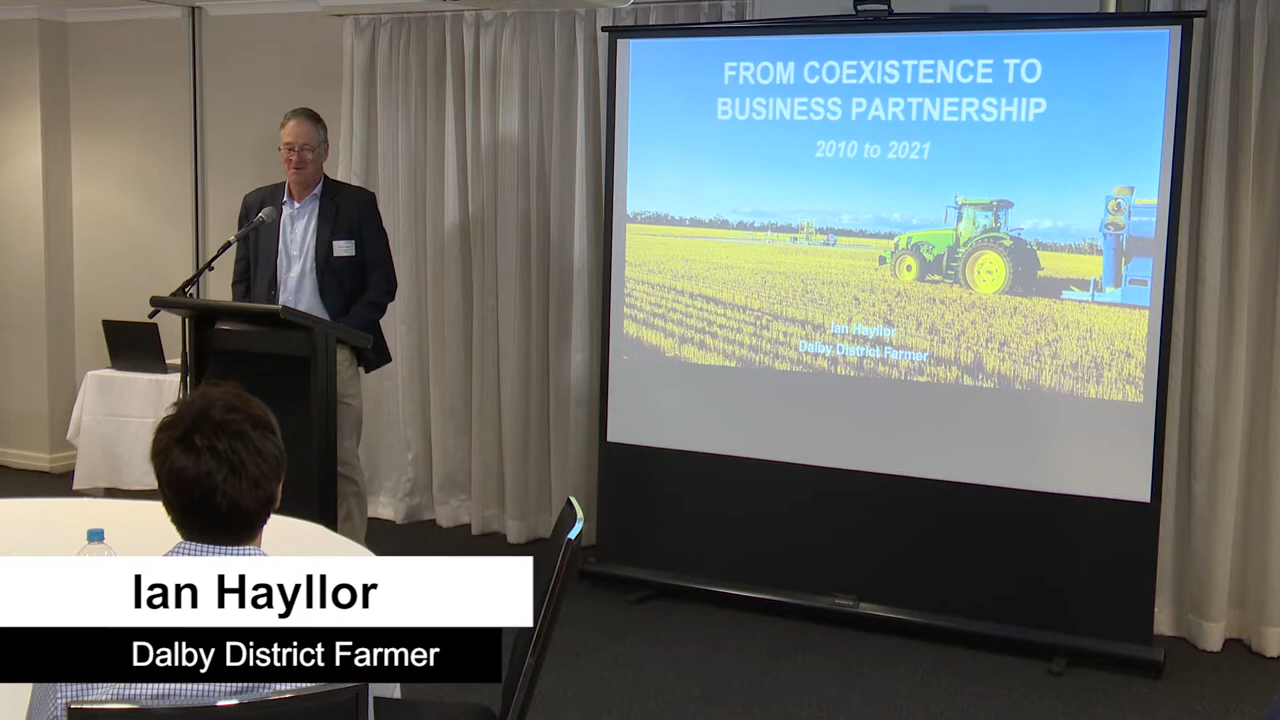 FROM COEXISTENCE TO
BUSINESS PARTNERSHIP
2010 to 2021
Ian Hayllor
Dalby District Farmer
Ian Hayllor
Dalby District Farmer